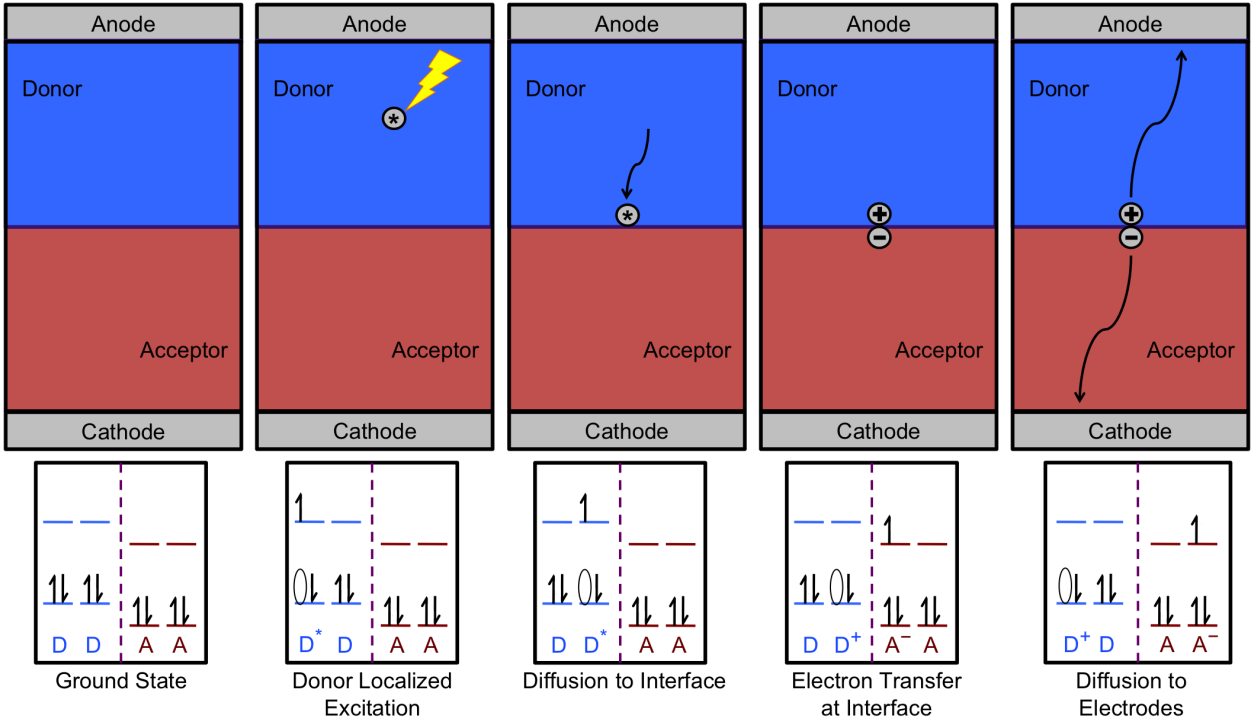 Anode Anode Anode Anode Anode
Donor Donor Donor Donor Donor
* *
+ +
− −
Acceptor Acceptor Acceptor Acceptor Acceptor
Cathode Cathode Cathode Cathode Cathode
D D A A D* D A A D D* A A D D+ A− A D+ D A A−
Ground State Donor Localized Diffusion to Interface Electron Transfer Diffusion to
Excitation at Interface Electrodes